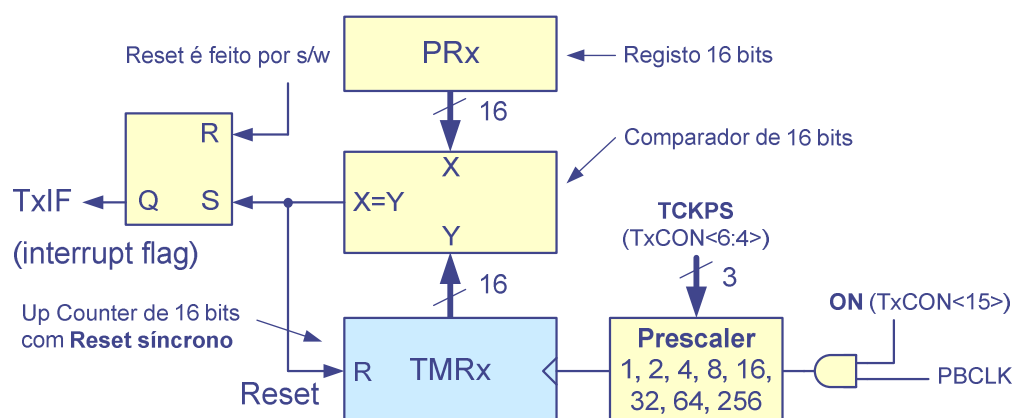 Reset é feito por s/w
PRx
Registo 16 bits
16
R
X
Comparador de 16 bits
TxIF
Q
S
X=Y
(interrupt flag)
Y
TCKPS
(TxCON<6:4>)
16
3
Up Counter de 16 bits
com Reset síncrono
ON (TxCON<15>)
Prescaler
R
TMRx
1, 2, 4, 8, 16,
32, 64, 256
PBCLK
Reset